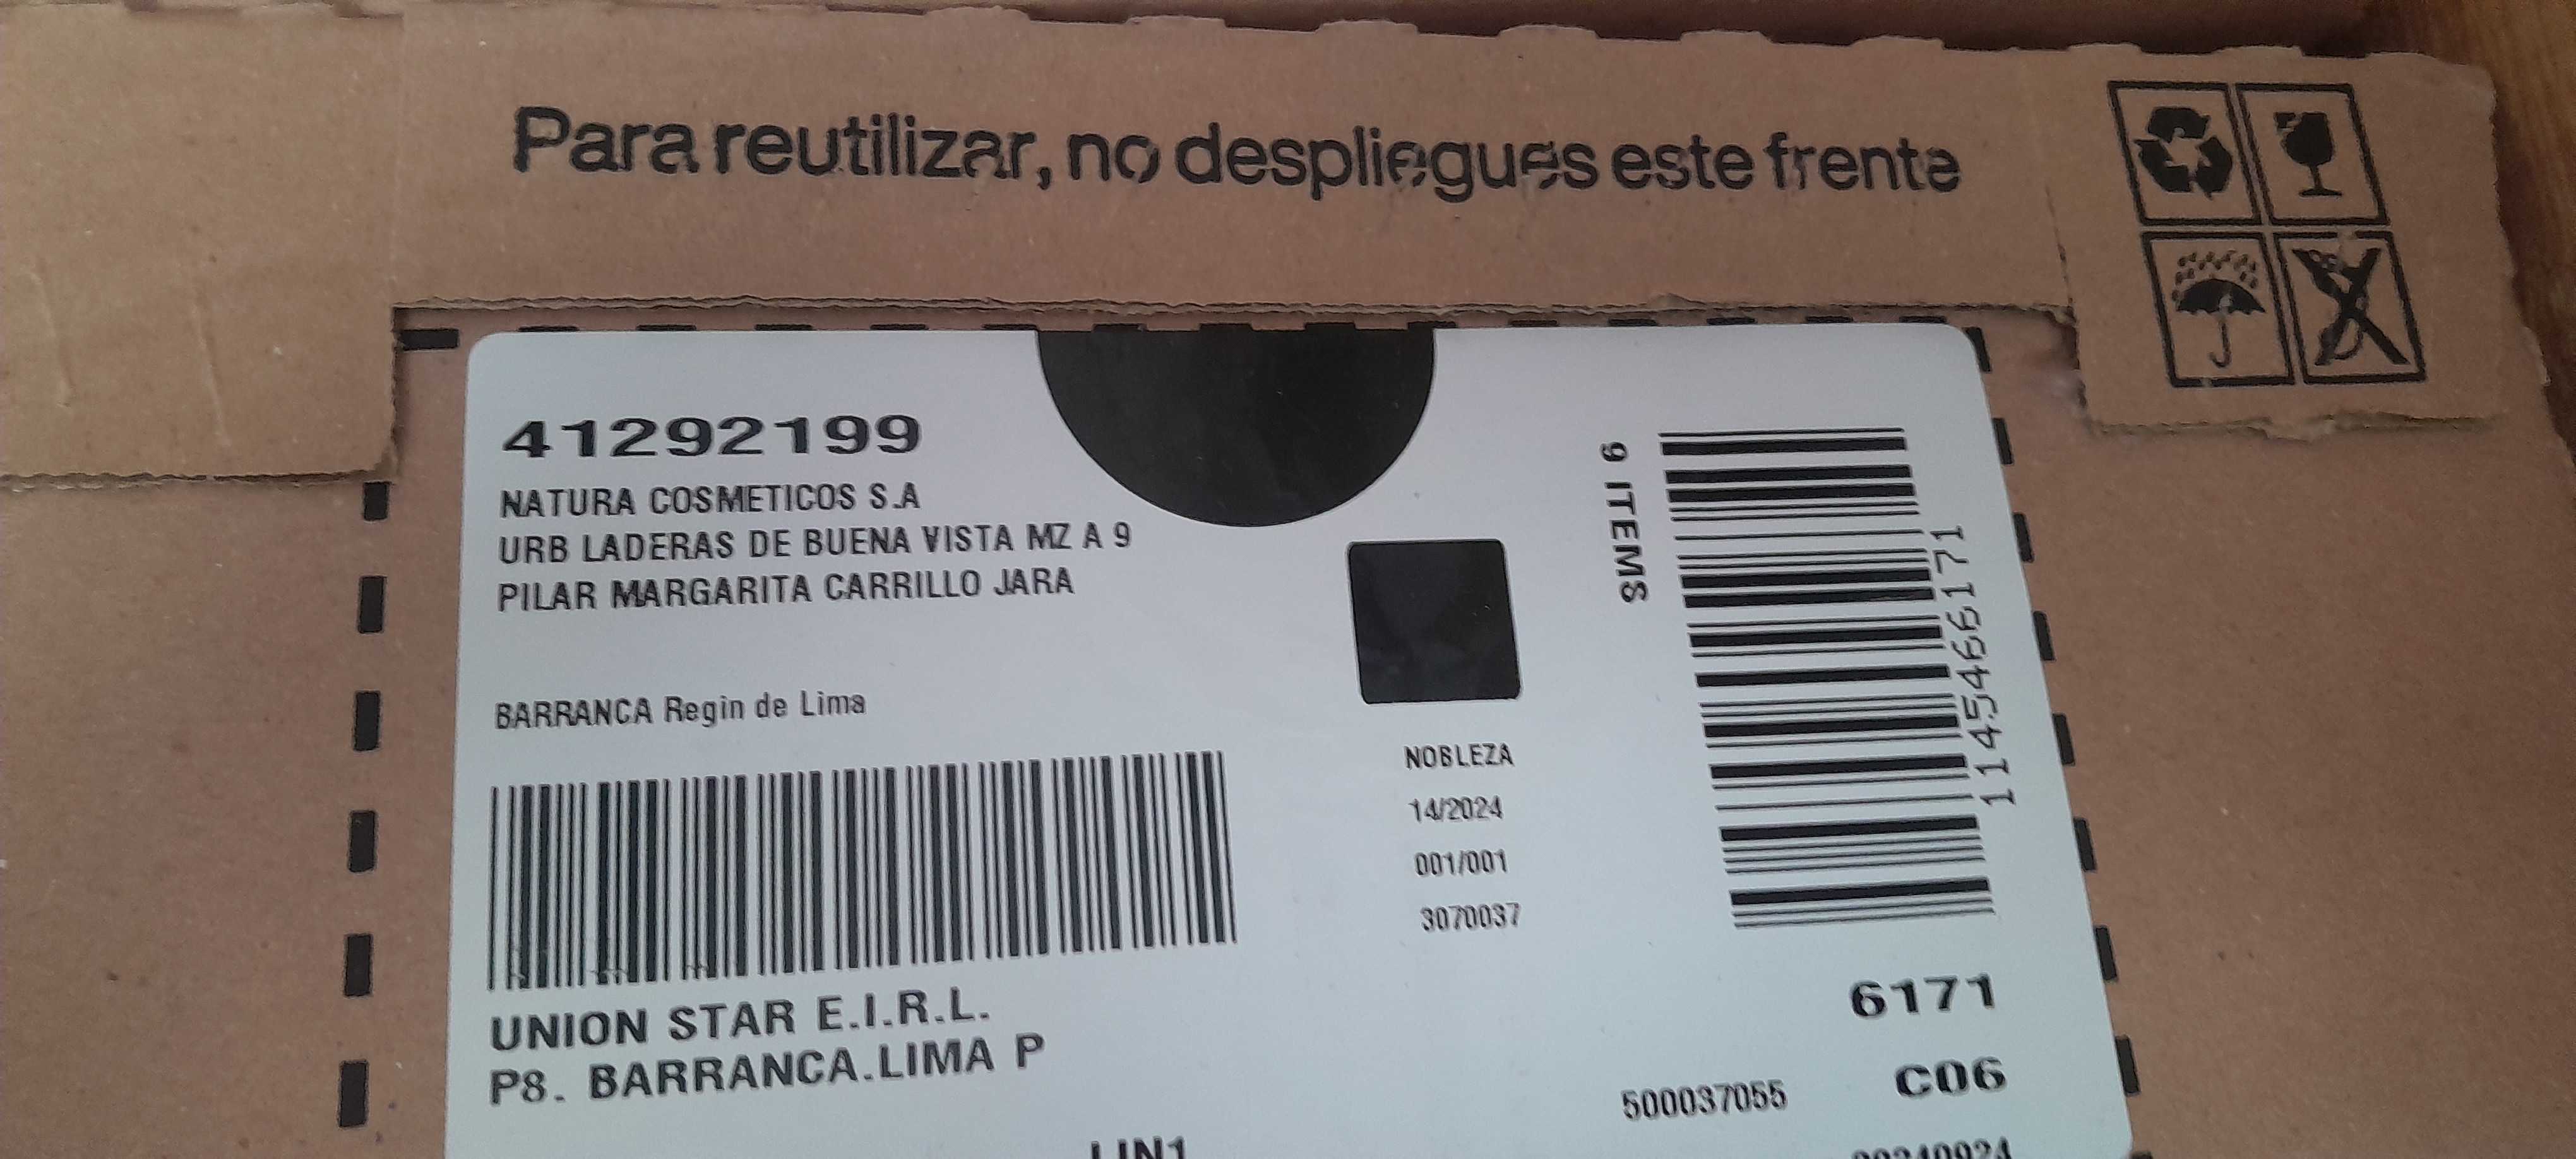 Para reutilizar, no despliegues este frente
41292199
NATURA COSMETICOS S.A
URB LADERAS DE BUENA VISTA MZ A 9
PILAR MARGARITA CARRILLO JARA
BARRANCA Regin de Lima
9 ITEMS
1145466171
NOBLEZA
14/2024
001/001
3070037
UNION STAR E.I.R.L.
P8. BARRANCA.LIMA P
6171
C06
500037055
LIN1